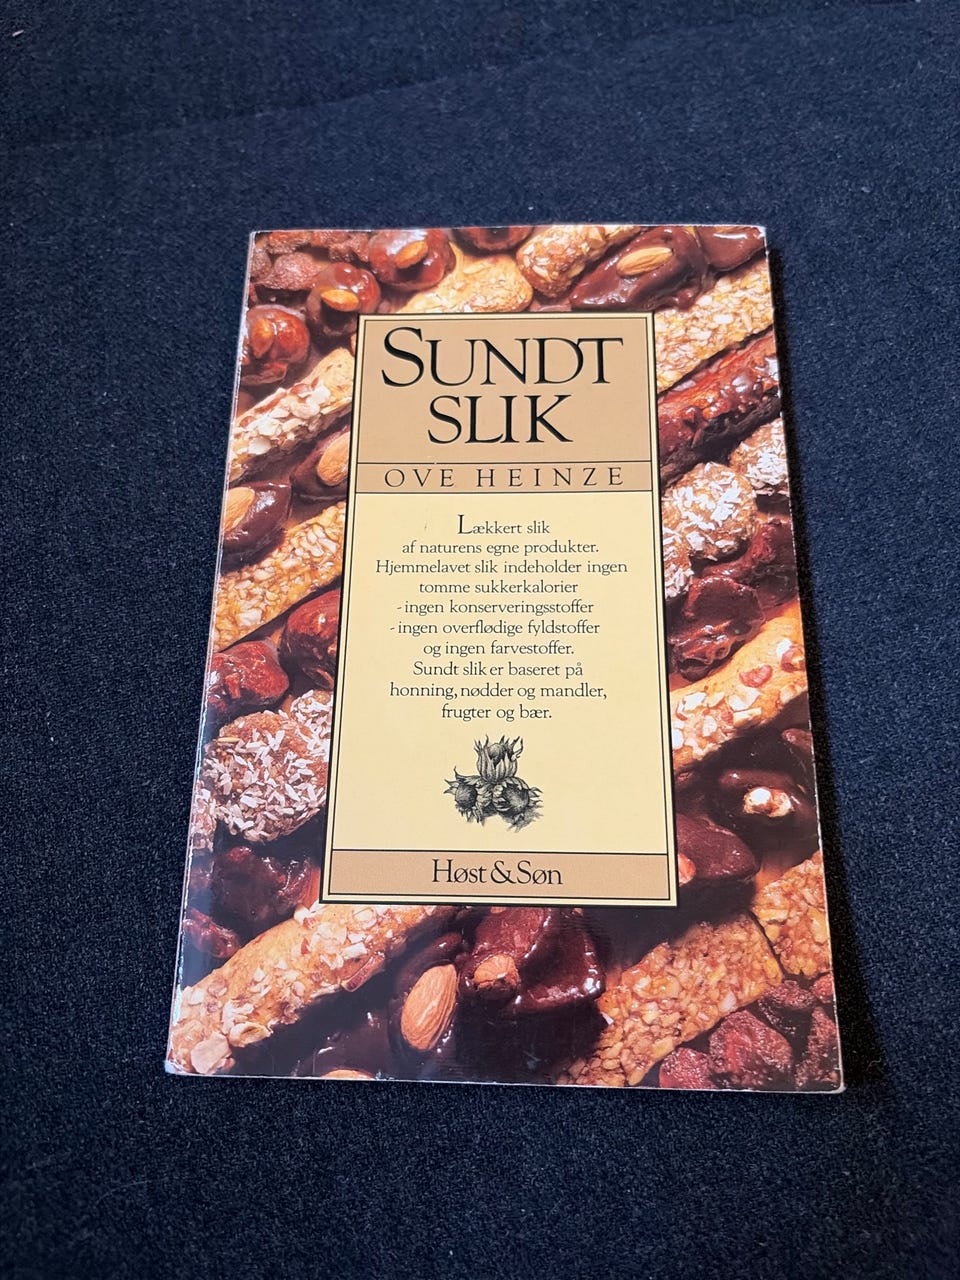 SUNDT
SLIK
OVE HEINZE
Lækkert slik
af naturens egne produkter.
Hjemmelavet slik indeholder ingen
tomme sukkerkalorier
- ingen konserveringsstoffer
- ingen overflødige fyldstoffer
og ingen farvestoffer.
Sundt slik er baseret på
honning, nødder og mandler,
frugter og bær.
Høst & Søn